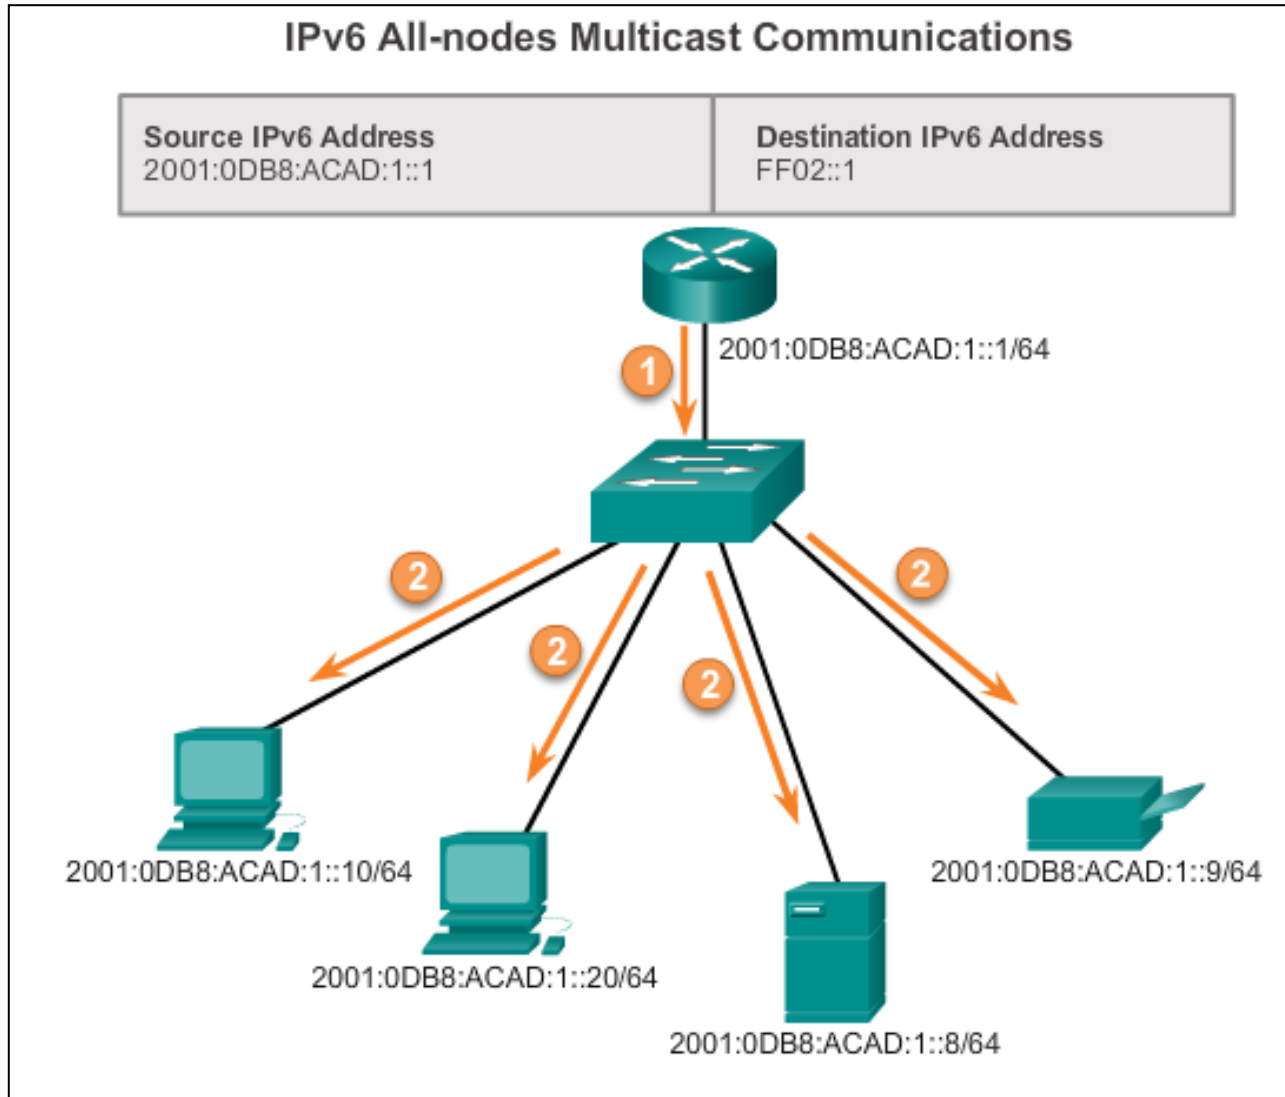 IPv6 All-nodes Multicast Communications
Source IPv6 Address
2001:0DB8:ACAD:1::1
Destination IPv6 Address
FF02::1
2001:0DB8:ACAD:1::1/64
1
2
2
2
2
2001:0DB8:ACAD:1::10/64
2001:0DB8:ACAD:1::20/64
2001:0DB8:ACAD:1::8/64
2001:0DB8:ACAD:1::9/64